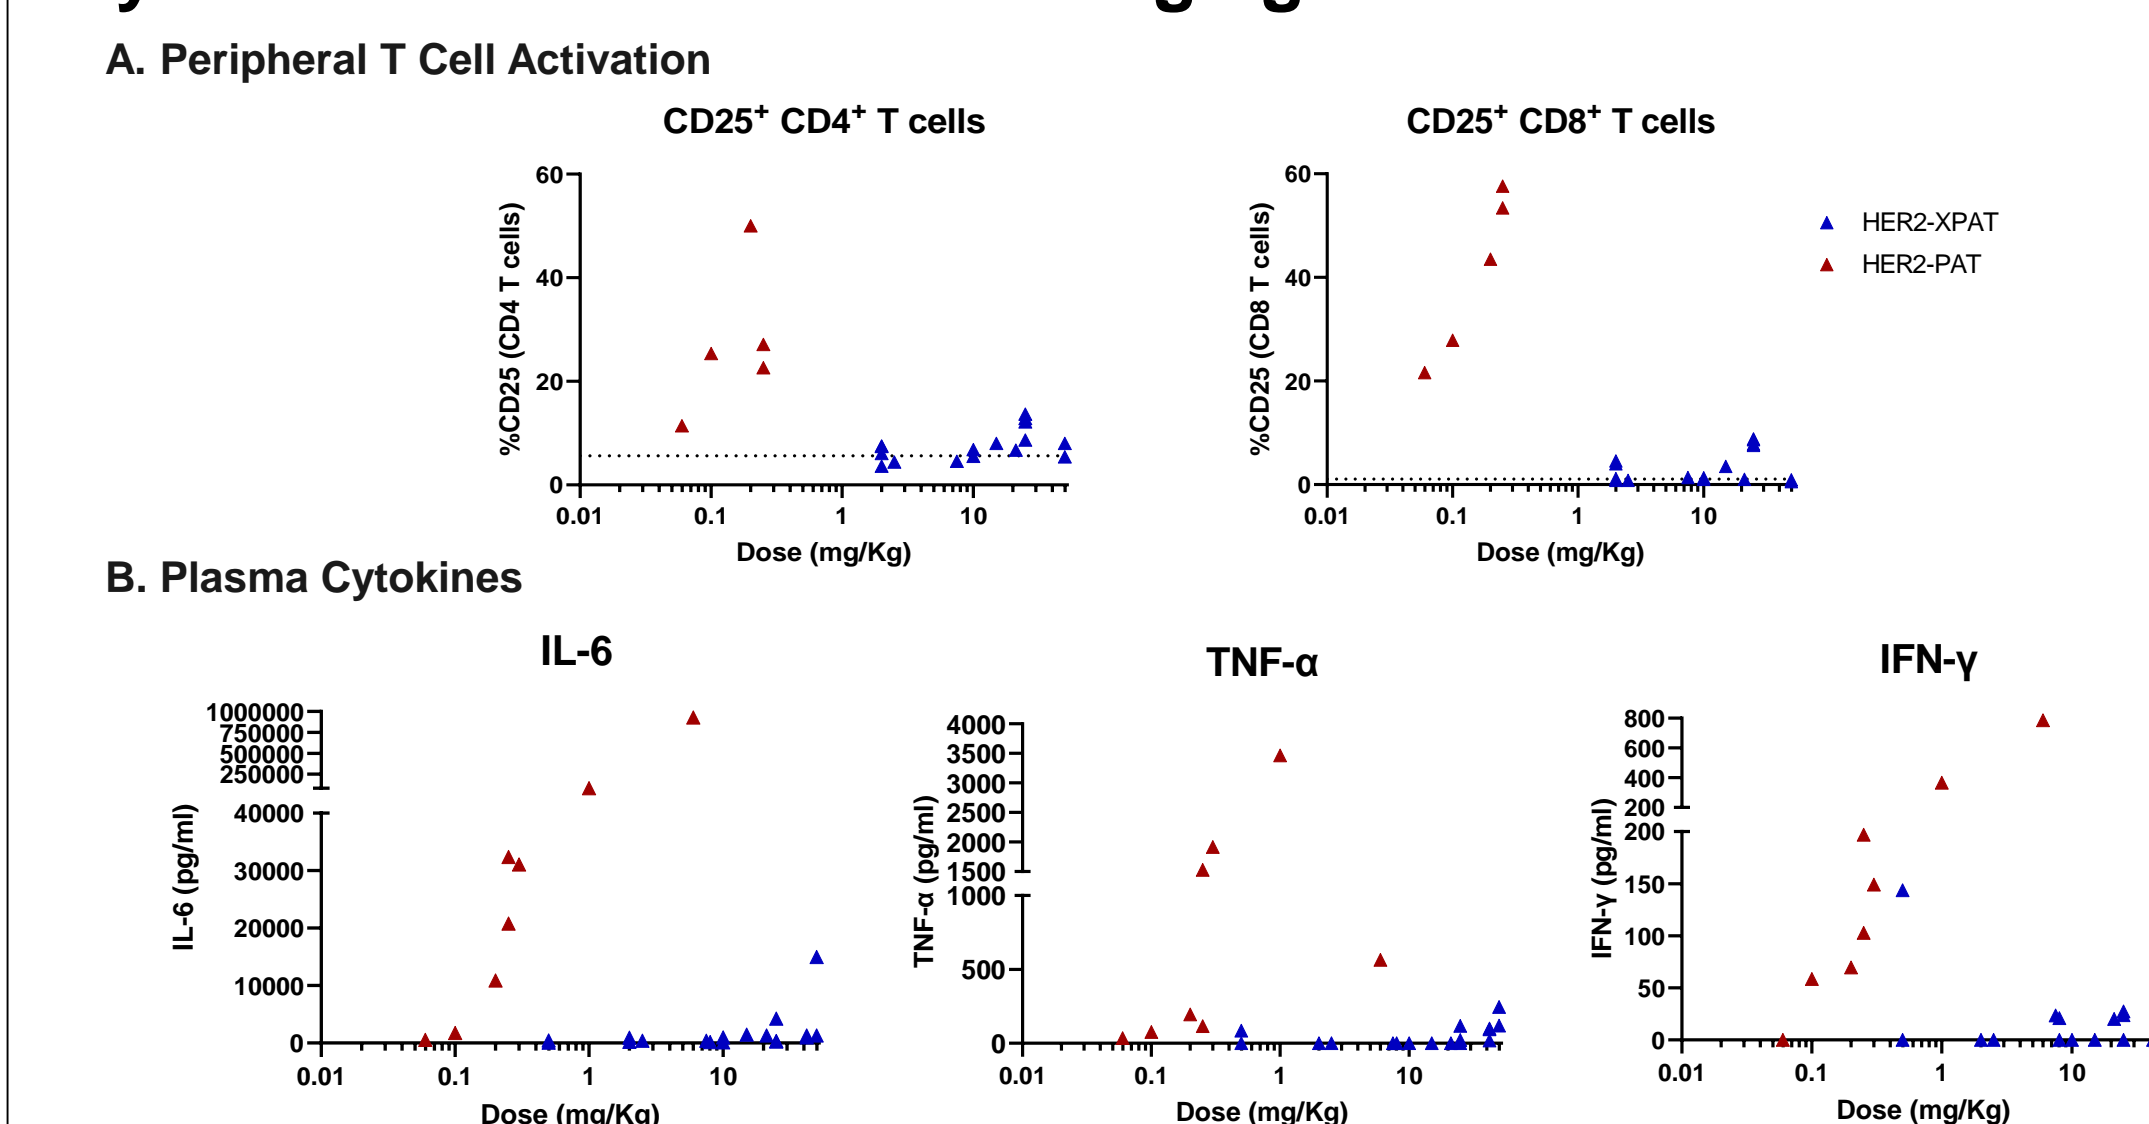 A. Peripheral T Cell Activation
CD25+ CD4+ T cells
%CD25 (CD4 T cells)
60
40
20
0
0.01 0.1 1 10
Dose (mg/Kg)
CD25+ CD8+ T cells
%CD25 (CD8 T cells)
60
40
20
0
0.01 0.1 1 10
Dose (mg/Kg)
HER2-XPAT
HER2-PAT
B. Plasma Cytokines
IL-6
IL-6 (pg/ml)
1000000
750000
500000
250000
40000
30000
20000
10000
0
0.01 0.1 1 10
Dose (mg/Kg)
TNF-α
TNF-α (pg/ml)
4000
3500
3000
2500
2000
1500
1000
500
0
0.01 0.1 1 10
Dose (mg/Kg)
IFN-γ
IFN-γ (pg/ml)
800
600
400
200
200
150
100
50
0
0.01 0.1 1 10
Dose (mg/Kg)